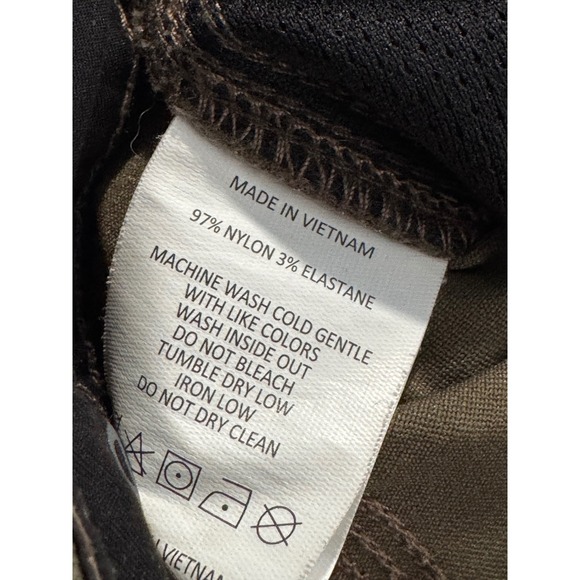 MADE IN VIETNAM
97% NYLON 3% ELASTANE
MACHINE WASH COLD GENTLE
WITH LIKE COLORS
WASH INSIDE OUT
DO NOT BLEACH
TUMBLE DRY LOW
IRON LOW
DO NOT DRY CLEAN
VIETNAM